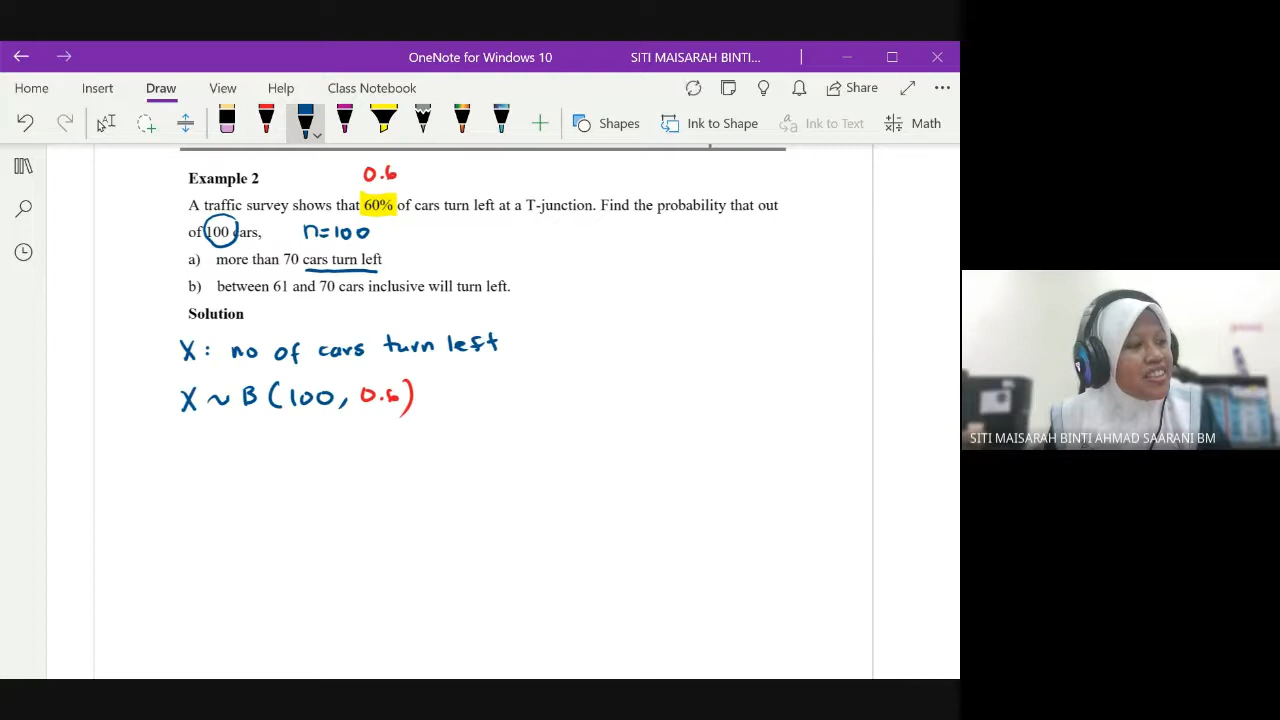 OneNote for Windows 10
SITI MAISARAH BINTI...
Home Insert Draw View Help Class Notebook
Share
Shapes
Ink to Shape
Ink to Text
Math
0.6
Example 2
A traffic survey shows that 60% of cars turn left at a T-junction. Find the probability that out
of 100 cars, n=100
a) more than 70 cars turn left
b) between 61 and 70 cars inclusive will turn left.
Solution
X : no of cars turn left
X ~ B (100, 0.6)
SITI MAISARAH BINTI AHMAD SAARANI BM